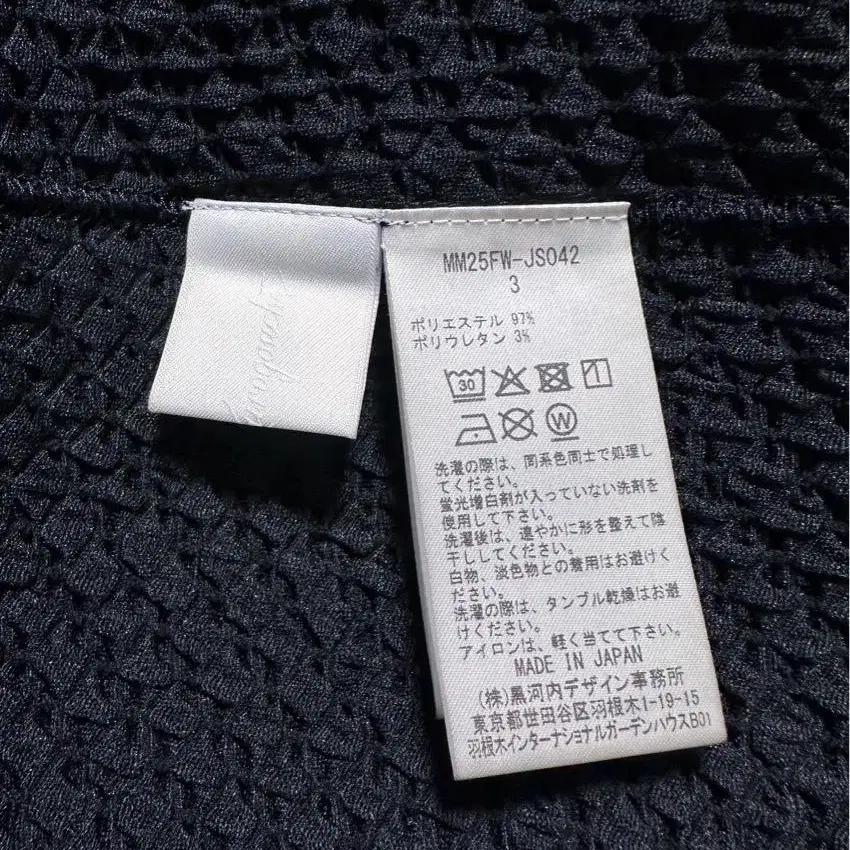 MM25FW-JS042
3
ポリエステル 97%
ポリウレタン 3%
30
W
洗濯の際は、同系色同士で処理し
てください。
蛍光増白剤が入っていない洗剤を
使用して下さい。
洗濯後は、速やかに形を整えて陰
干ししてください。
白物、淡色物との着用はお避けく
ださい。
洗濯の際は、タンブル乾燥はお避
けください。
アイロンは、軽く当てて下さい。
MADE IN JAPAN
(株)黒河内デザイン事務所
東京都世田谷区羽根木1-19-15
羽根木インターナショナルガーデンハウスB01